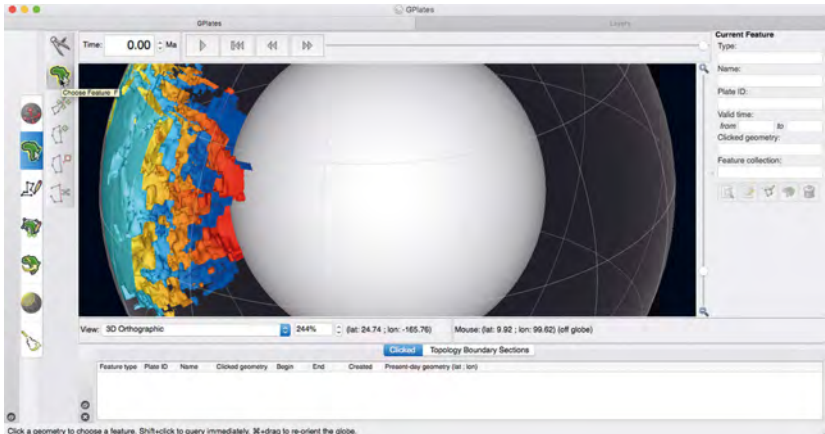 GPlates
GPlates
Layers
Time: 0.00 Ma
Choose Feature F
Current Feature
Type:
Name:
Plate ID:
Valid time:
from to
Clicked geometry:
Feature collection:
View: 3D Orthographic 244% (lat: 24.74 ; lon: -165.76) Mouse: (lat: 9.92 ; lon: 99.62) (off globe)
Clicked Topology Boundary Sections
Feature type Plate ID Name Clicked geometry Begin End Created Present-day geometry (lat ; lon)
Click a geometry to choose a feature. Shift+click to query immediately. ⌘+drag to re-orient the globe.